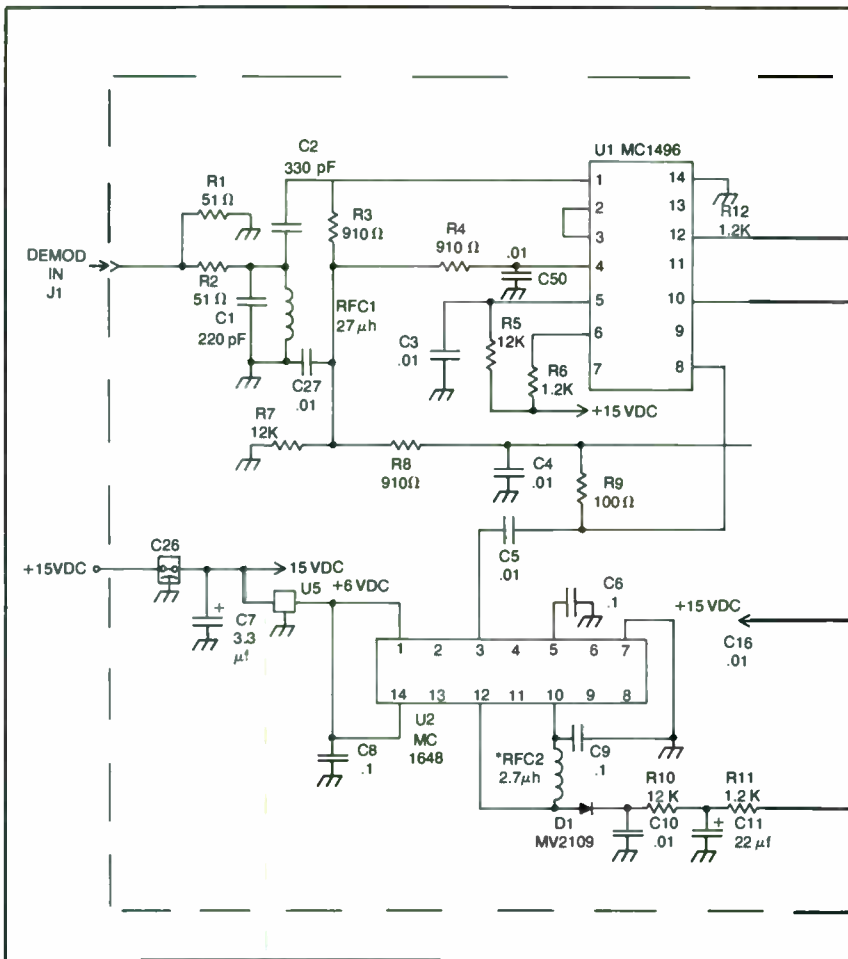 C2
330 pF
U1 MC1496
R1
51 Ω
R3
910 Ω
R4
910 Ω
.01
C50
1
2
3
4
5
6
7
14
13
12
11
10
9
8
R12
1.2K
DEMOD
IN
J1
R2
51 Ω
C1
220 pF
RFC1
27 μh
C27
.01
C3
.01
R5
12K
R6
1.2K
+15 VDC
R7
12K
R8
910Ω
C4
.01
R9
100Ω
C5
.01
+15VDC
C26
15 VDC
U5
+6 VDC
C7
3.3
μf
+
C6
.1
+15 VDC
C16
.01
1 2 3 4 5 6 7
14 13 12 11 10 9 8
U2
MC
1648
C8
.1
*RFC2
2.7μh
C9
.1
R10
12 K
R11
1.2 K
D1
MV2109
C10
.01
+
C11
22 μf